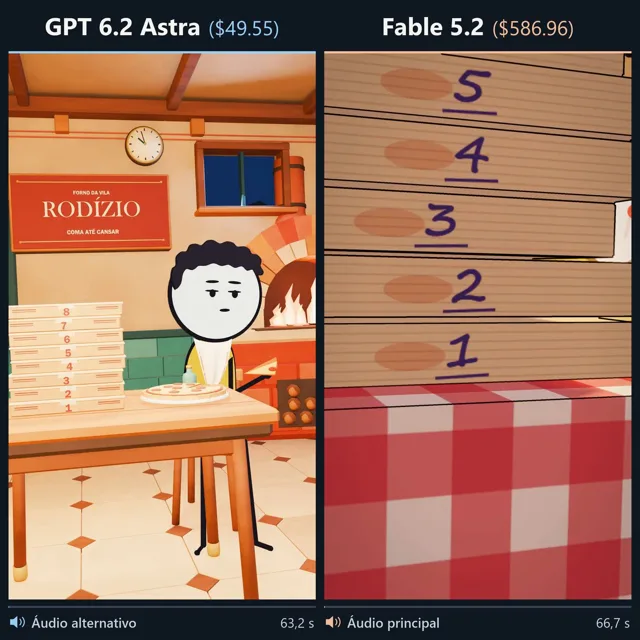 GPT 6.2 Astra ($49.55)
FORNO DA VILA
RODÍZIO
COMA ATÉ CANSAR
8
7
6
5
4
3
2
1
Áudio alternativo
63,2 s
Fable 5.2 ($586.96)
5
4
3
2
1
Áudio principal
66,7 s